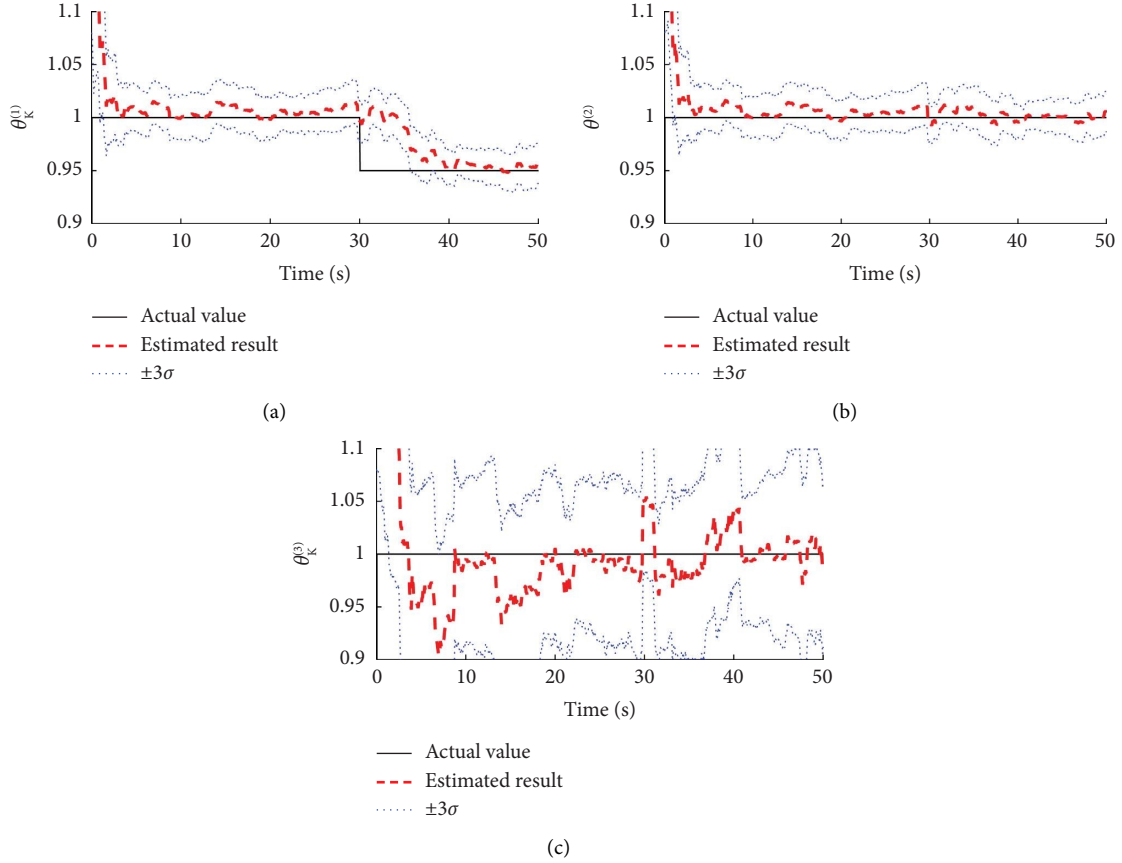 1.1
1.05
1
0.95
0.9
θ_K^(1)
0 10 20 30 40 50
Time (s)
Actual value
Estimated result
±3σ
(a)
1.1
1.05
1
0.95
0.9
θ^(2)
0 10 20 30 40 50
Time (s)
Actual value
Estimated result
±3σ
(b)
1.1
1.05
1
0.95
0.9
θ_K^(3)
0 10 20 30 40 50
Time (s)
Actual value
Estimated result
±3σ
(c)